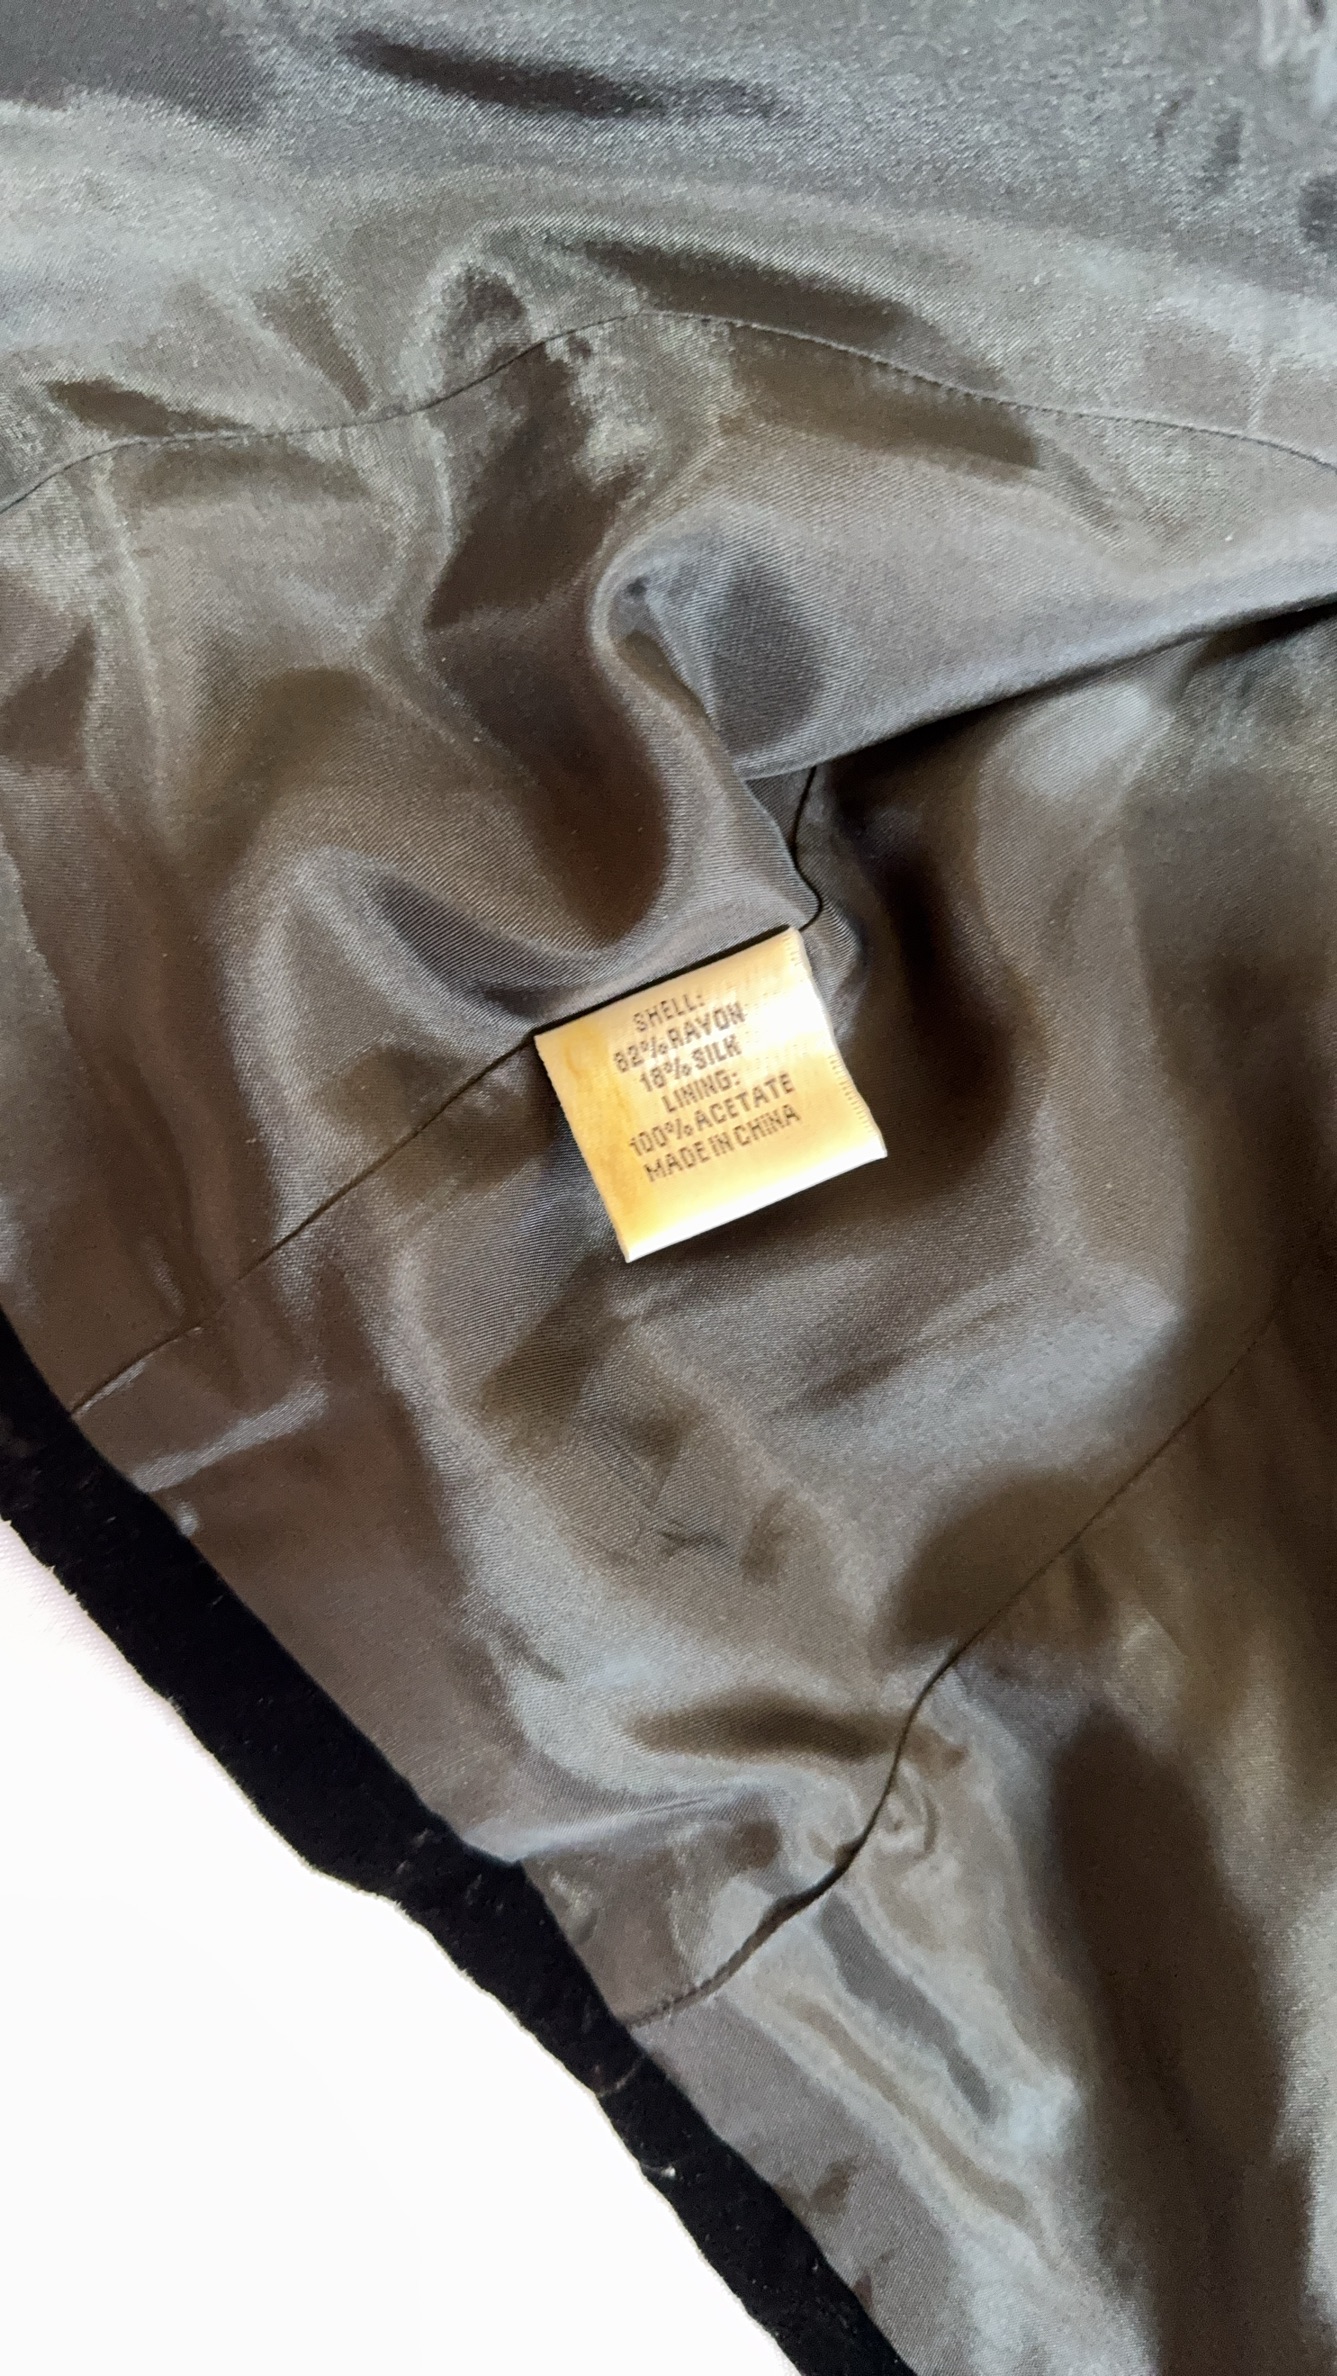 SHELL:
82% RAYON
18% SILK
LINING:
100% ACETATE
MADE IN CHINA